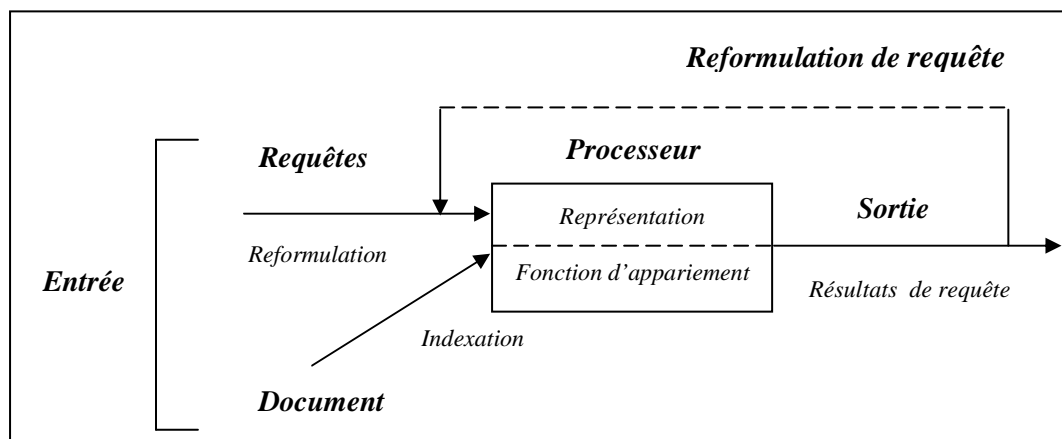 Reformulation de requête
Requêtes
Processeur
Représentation
Sortie
Reformulation
Fonction d’appariement
Entrée
Résultats de requête
Indexation
Document